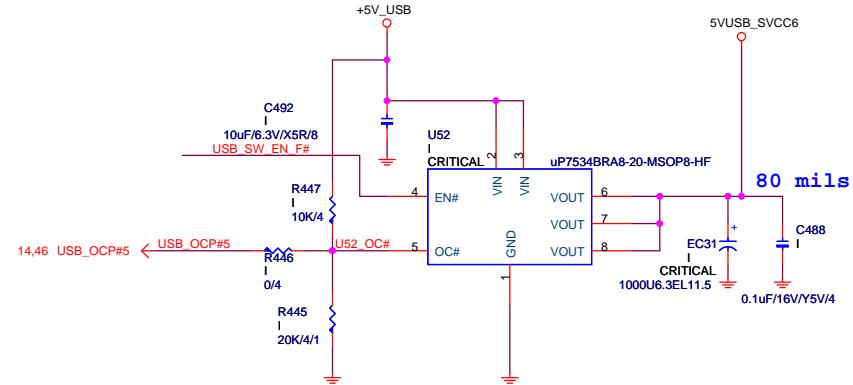 +5V_USB
5VUSB_SVCC6
C492
I
10uF/6.3V/X5R/8
USB_SW_EN_F#
U52
I
CRITICAL
2
3
uP7534BRA8-20-MSOP8-HF
80 mils
R447
I
10K/4
4
EN#
VIN
VIN
VOUT
6
VOUT
7
14,46 USB_OCP#5
USB_OCP#5
U52_OC#
5
OC#
GND
VOUT
8
R446
I
0/4
1
EC31
I
CRITICAL
1000U6.3EL11.5
+
C488
I
0.1uF/16V/Y5V/4
R445
I
20K/4/1